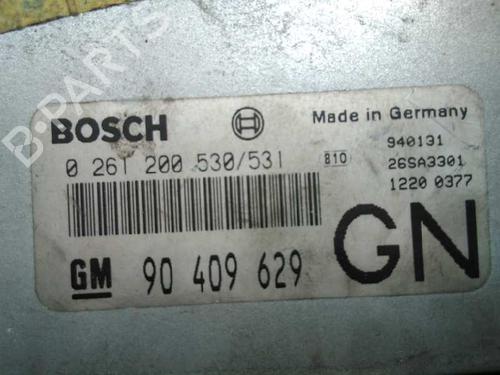 BOSCH
Made in Germany
0 261 200 530/531
810
940131
26SA3301
1220 0377
GM
90 409 629
GN
B-PARTS